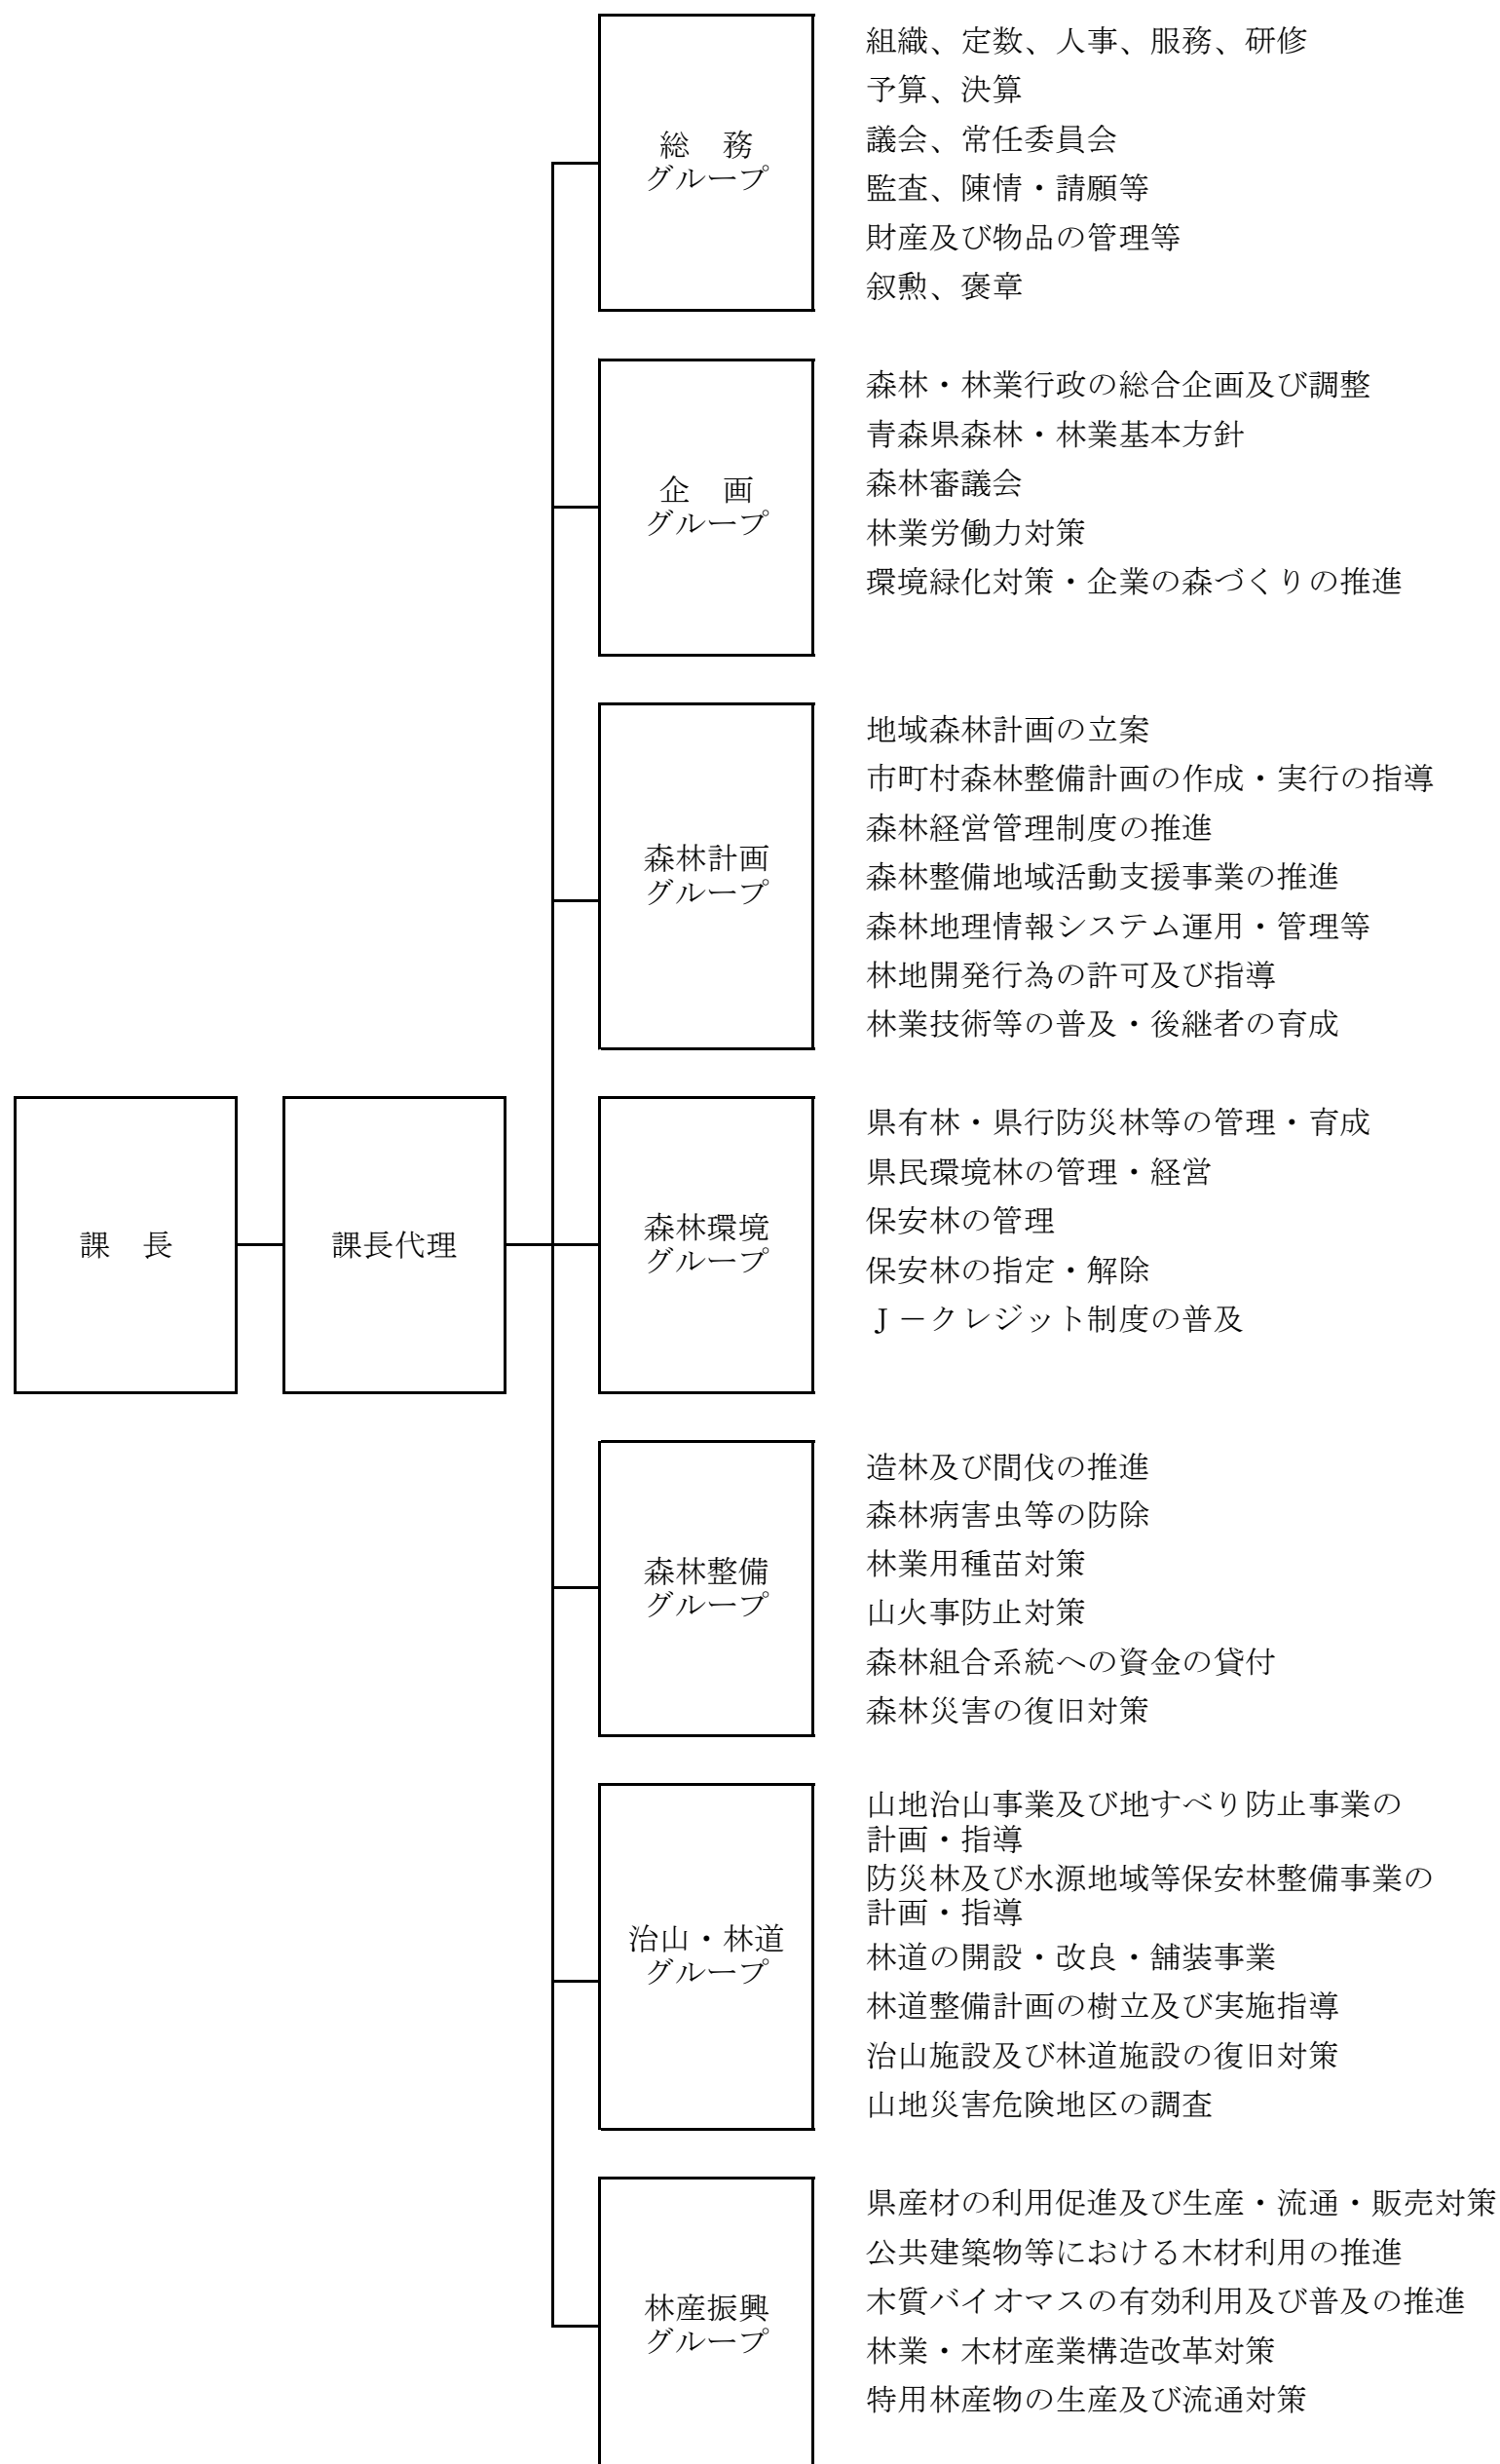 総　務
グループ
組織、定数、人事、服務、研修
予算、決算
議会、常任委員会
監査、陳情・請願等
財産及び物品の管理等
叙勲、褒章
企　画
グループ
森林・林業行政の総合企画及び調整
青森県森林・林業基本方針
森林審議会
林業労働力対策
環境緑化対策・企業の森づくりの推進
森林計画
グループ
地域森林計画の立案
市町村森林整備計画の作成・実行の指導
森林経営管理制度の推進
森林整備地域活動支援事業の推進
森林地理情報システム運用・管理等
林地開発行為の許可及び指導
林業技術等の普及・後継者の育成
課　長
課長代理
森林環境
グループ
県有林・県行防災林等の管理・育成
県民環境林の管理・経営
保安林の管理
保安林の指定・解除
Ｊ－クレジット制度の普及
森林整備
グループ
造林及び間伐の推進
森林病害虫等の防除
林業用種苗対策
山火事防止対策
森林組合系統への資金の貸付
森林災害の復旧対策
治山・林道
グループ
山地治山事業及び地すべり防止事業の
計画・指導
防災林及び水源地域等保安林整備事業の
計画・指導
林道の開設・改良・舗装事業
林道整備計画の樹立及び実施指導
治山施設及び林道施設の復旧対策
山地災害危険地区の調査
林産振興
グループ
県産材の利用促進及び生産・流通・販売対策
公共建築物等における木材利用の推進
木質バイオマスの有効利用及び普及の推進
林業・木材産業構造改革対策
特用林産物の生産及び流通対策